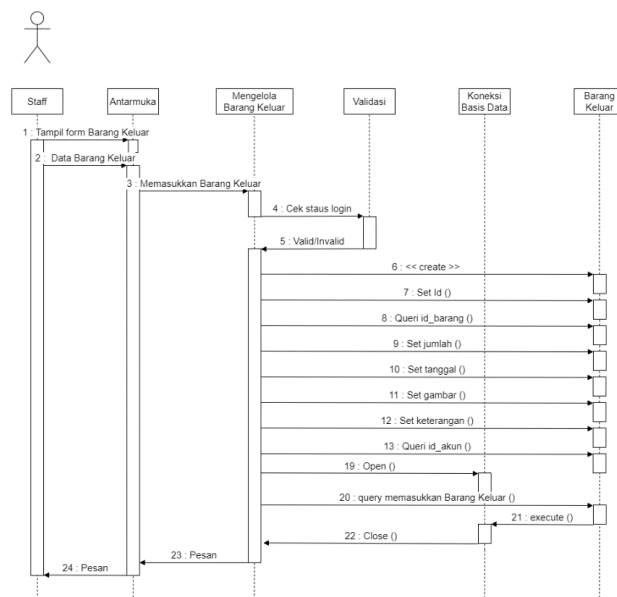 Staff
Antarmuka
Mengelola
Barang Keluar
Validasi
Koneksi
Basis Data
Barang
Keluar
1 : Tampil form Barang Keluar
2 : Data Barang Keluar
3 : Memasukkan Barang Keluar
4 : Cek staus login
5 : Valid/Invalid
6 : << create >>
7 : Set Id ()
8 : Queri id_barang ()
9 : Set jumlah ()
10 : Set tanggal ()
11 : Set gambar ()
12 : Set keterangan ()
13 : Queri id_akun ()
19 : Open ()
20 : query memasukkan Barang Keluar ()
21 : execute ()
22 : Close ()
23 : Pesan
24 : Pesan